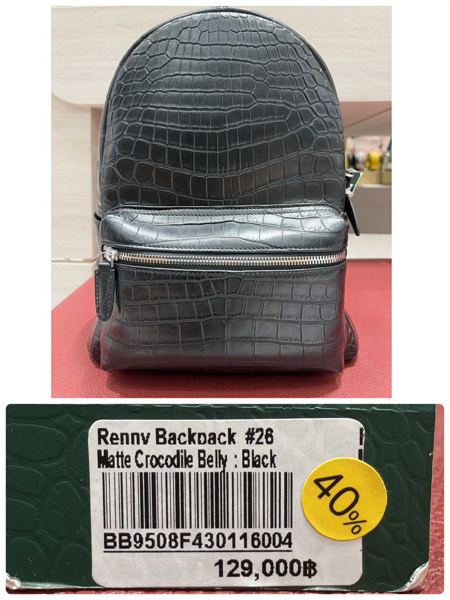 Renny Backpack #26
Matte Crocodile Belly : Black
BB9508F430116004
40%
129,000฿